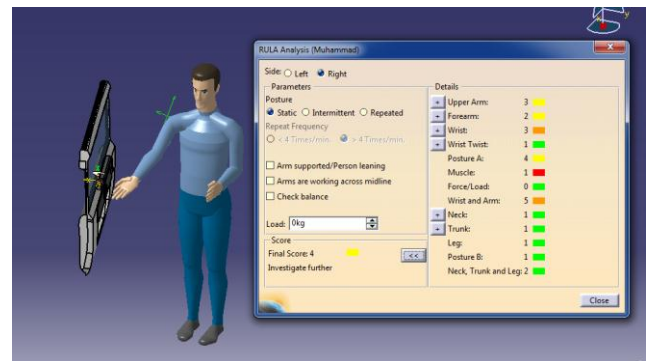 RULA Analysis (Muhammad)
Side: Left Right
Parameters
Posture
Static Intermittent Repeated
Repeat Frequency
< 4 Times/min. > 4 Times/min.
Arm supported/Person leaning
Arms are working across midline
Check balance
Load: 0kg
Score
Final Score: 4
<<
Investigate further
Details
+ Upper Arm: 3
+ Forearm: 2
+ Wrist: 3
+ Wrist Twist: 1
Posture A: 4
Muscle: 1
Force/Load: 0
Wrist and Arm: 5
+ Neck: 1
+ Trunk: 1
Leg: 1
Posture B: 1
Neck, Trunk and Leg: 2
Close
y